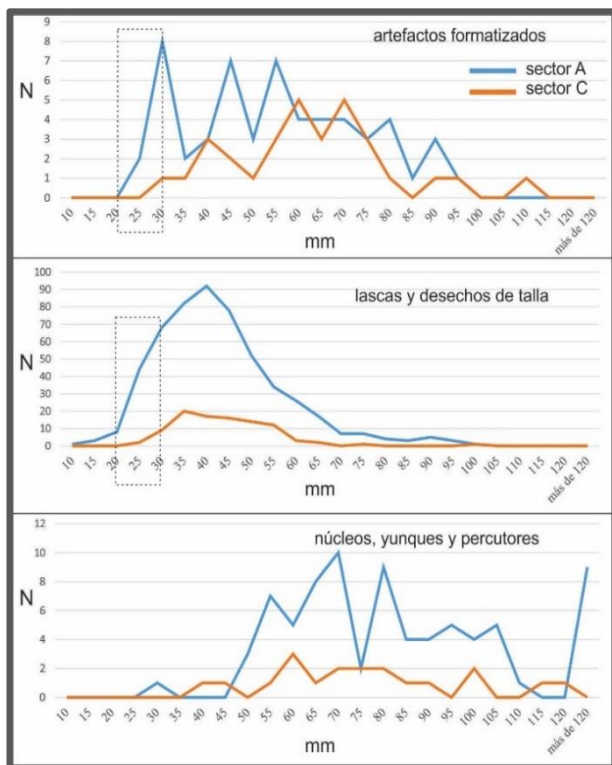 artefactos formatizados
sector A
sector C
N
9
8
7
6
5
4
3
2
1
0
10 15 20 25 30 35 40 45 50 55 60 65 70 75 80 85 90 95 100 105 110 115 120 más de 120
mm
lascas y desechos de talla
N
100
90
80
70
60
50
40
30
20
10
0
10 15 20 25 30 35 40 45 50 55 60 65 70 75 80 85 90 95 100 105 110 115 120 más de 120
mm
núcleos, yunques y percutores
N
12
10
8
6
4
2
0
10 15 20 25 30 35 40 45 50 55 60 65 70 75 80 85 90 95 100 105 110 115 120 más de 120
mm